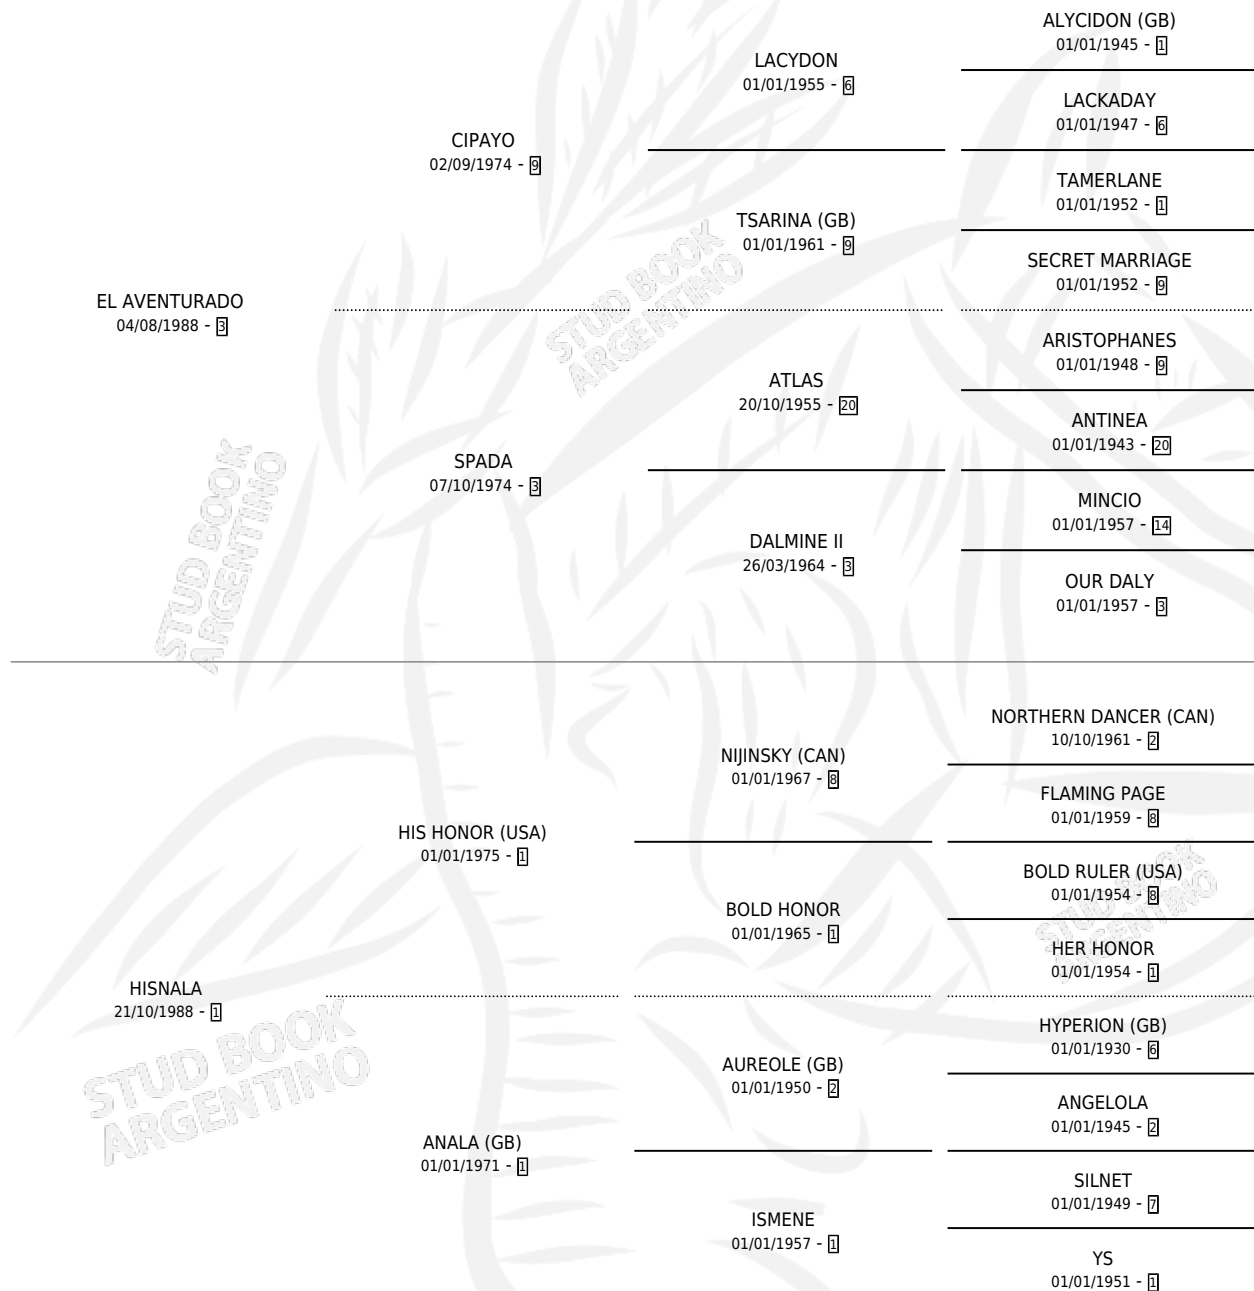 ALYCIDON (GB)
01/01/1945 - 1
LACYDON
01/01/1955 - 6
LACKADAY
01/01/1947 - 6
CIPAYO
02/09/1974 - 9
TAMERLANE
01/01/1952 - 1
TSARINA (GB)
01/01/1961 - 9
SECRET MARRIAGE
01/01/1952 - 9
EL AVENTURADO
04/08/1988 - 3
STUD BOOK
ARGENTINO
ARISTOPHANES
01/01/1948 - 9
ATLAS
20/10/1955 - 20
ANTINEA
01/01/1943 - 20
SPADA
07/10/1974 - 3
MINCIO
01/01/1957 - 14
DALMINE II
26/03/1964 - 3
OUR DALY
01/01/1957 - 3
STUD BOOK
ARGENTINO
NORTHERN DANCER (CAN)
10/10/1961 - 2
NIJINSKY (CAN)
01/01/1967 - 8
FLAMING PAGE
01/01/1959 - 8
HIS HONOR (USA)
01/01/1975 - 1
BOLD RULER (USA)
01/01/1954 - 8
STUD BOOK
ARGENTINO
BOLD HONOR
01/01/1965 - 1
HER HONOR
01/01/1954 - 1
HISNALA
21/10/1988 - 1
HYPERION (GB)
01/01/1930 - 6
AUREOLE (GB)
01/01/1950 - 2
STUD BOOK
ARGENTINO
ANGELOLA
01/01/1945 - 2
ANALA (GB)
01/01/1971 - 1
SILNET
01/01/1949 - 7
ISMENE
01/01/1957 - 1
YS
01/01/1951 - 1